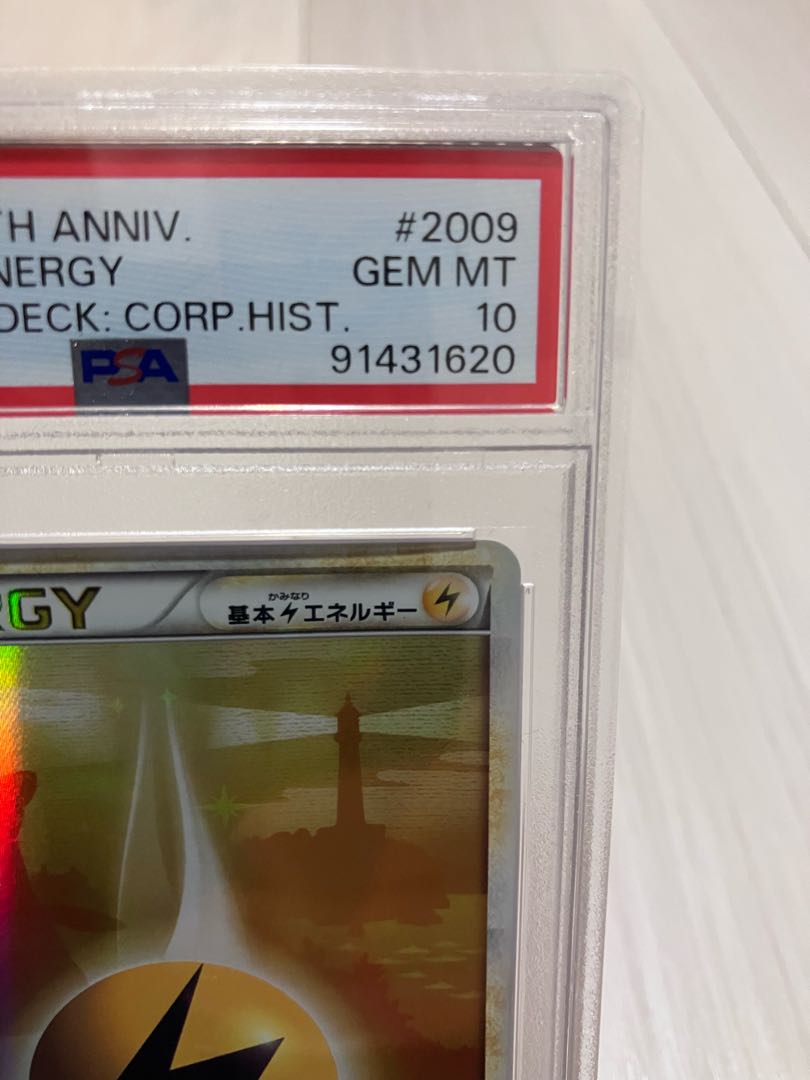 TH ANNIV. #2009
NERGY GEM MT
DECK: CORP.HIST. 10
PSA 91431620
RGY
かみなり
基本エネルギー